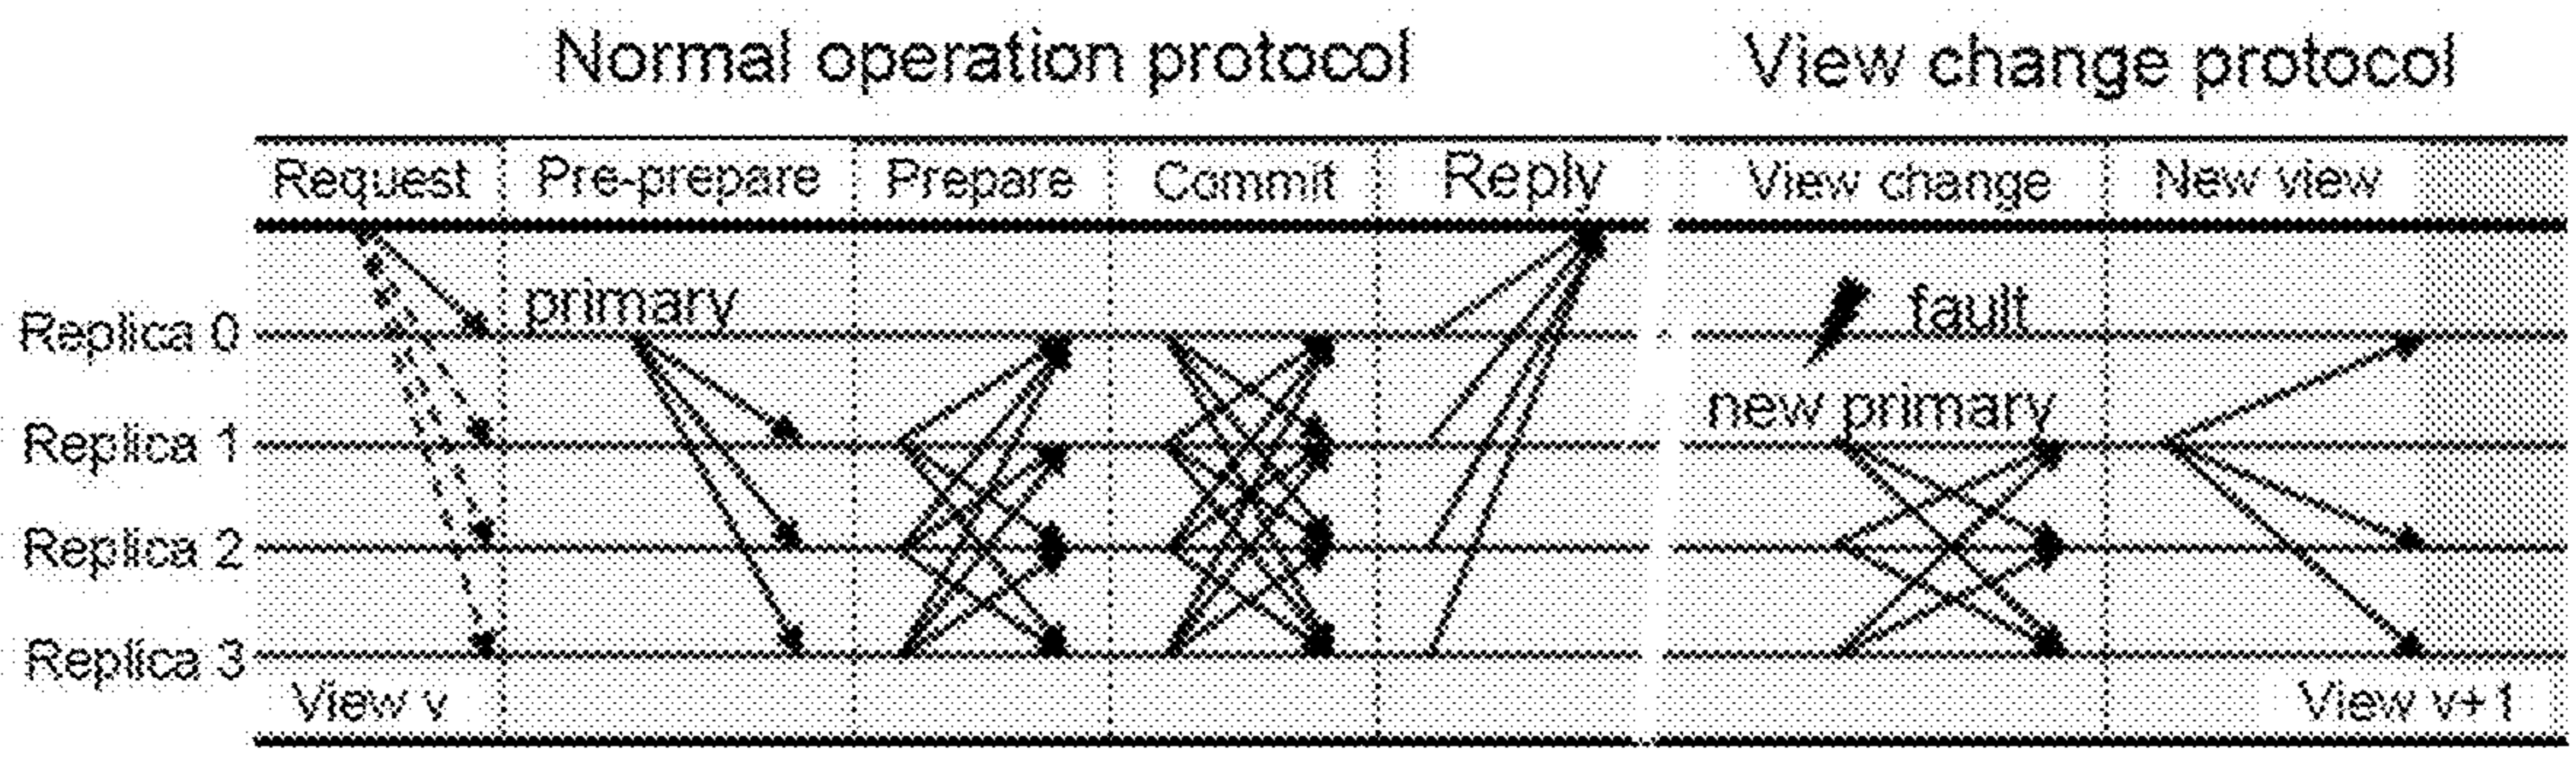 Normal operation protocol View change protocol
Request Pre-prepare Prepare Commit Reply View change New view
primary fault
Replica 0
new primary
Replica 1
Replica 2
Replica 3
View v View v+1